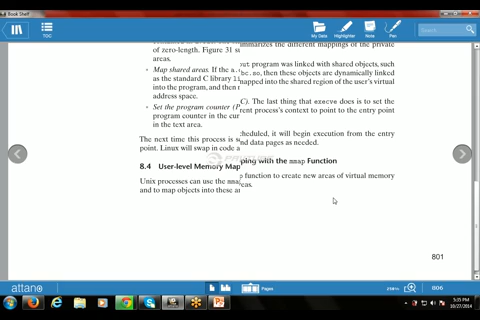 Book Shelf
TOC
My Data
Highlighter
Note
Pen
Search...
of zero-length. Figure 31 su mmarizes the different mappings of the private
areas.
• Map shared areas. If the a. out program was linked with shared objects, such
as the standard C library li bc.so, then these objects are dynamically linked
into the program, and then mapped into the shared region of the user's virtual
address space.
• Set the program counter (P C). The last thing that execve does is to set the
program counter in the cur rent process's context to point to the entry point
in the text area.
The next time this process is s cheduled, it will begin execution from the entry
point. Linux will swap in code a nd data pages as needed.
8.4 User-level Memory Map ping with the mmap Function
Unix processes can use the mma p function to create new areas of virtual memory
and to map objects into these ar eas.
801
attano
Pages
806
5:35 PM
10/27/2014